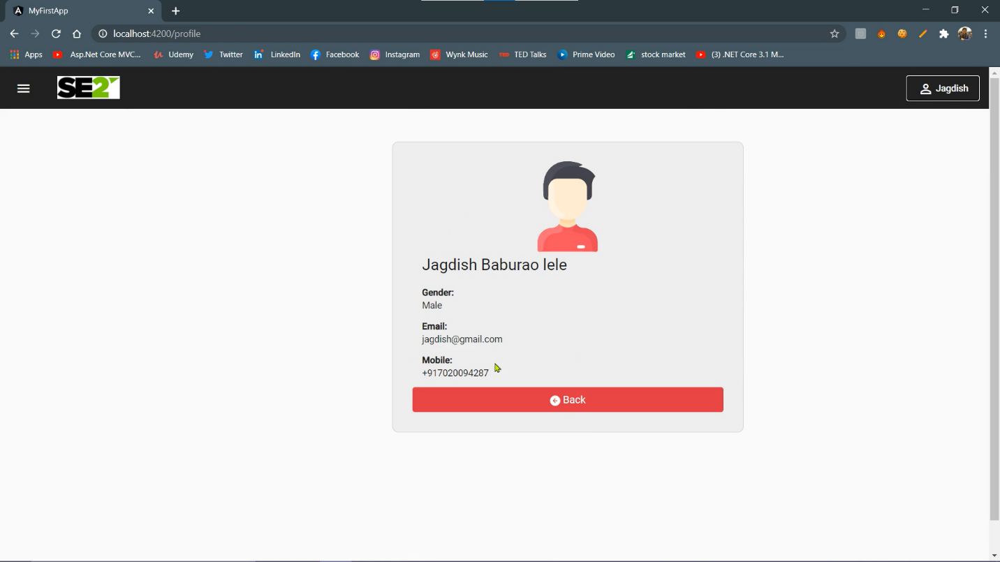 MyFirstApp
localhost:4200/profile
Apps Asp.Net Core MVC... Udemy Twitter LinkedIn Facebook Instagram Wynk Music TED Talks Prime Video stock market (3) .NET Core 3.1 M...
SE2 Jagdish
Jagdish Baburao lele
Gender:
Male
Email:
jagdish@gmail.com
Mobile:
+917020094287
Back